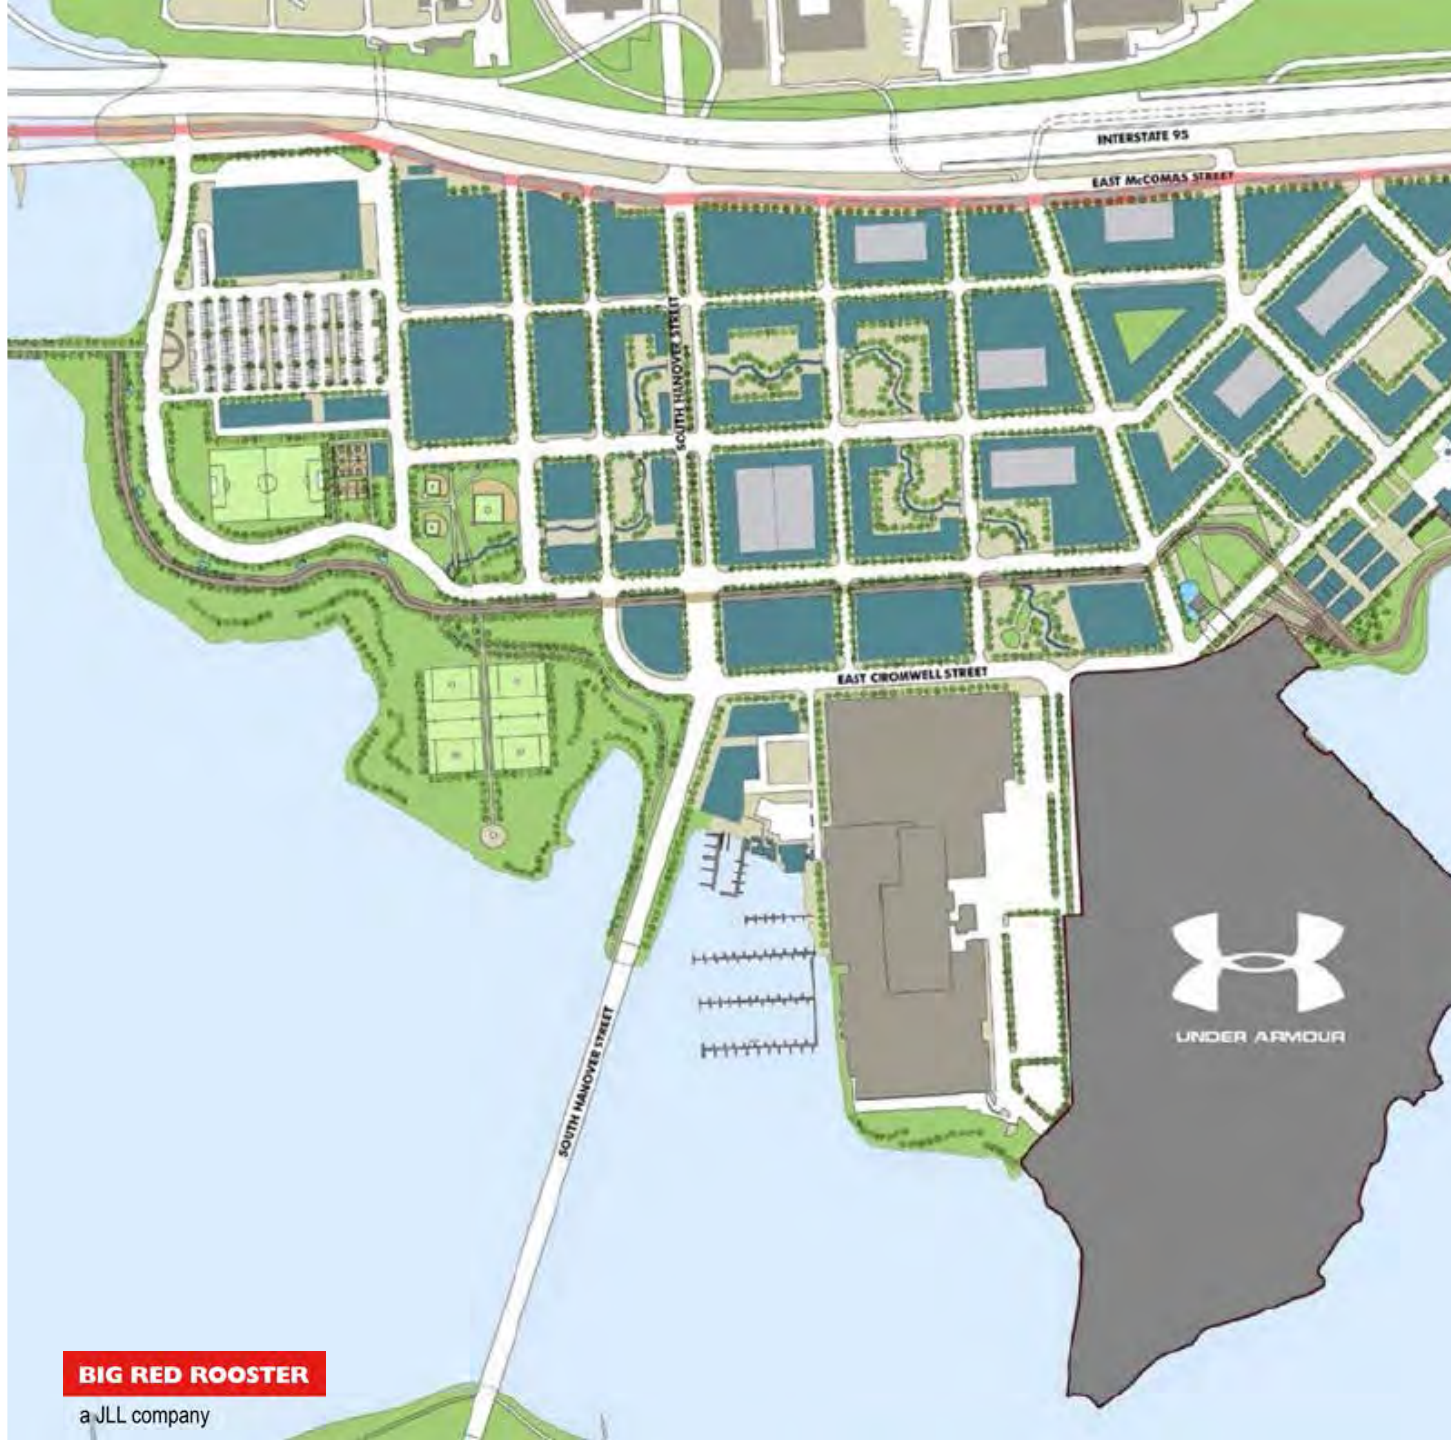 INTERSTATE 95
EAST McCOMAS STREET
SOUTH HANOVER STREET
EAST CROMWELL STREET
UNDER ARMOUR
SOUTH HANOVER STREET
BIG RED ROOSTER
a JLL company